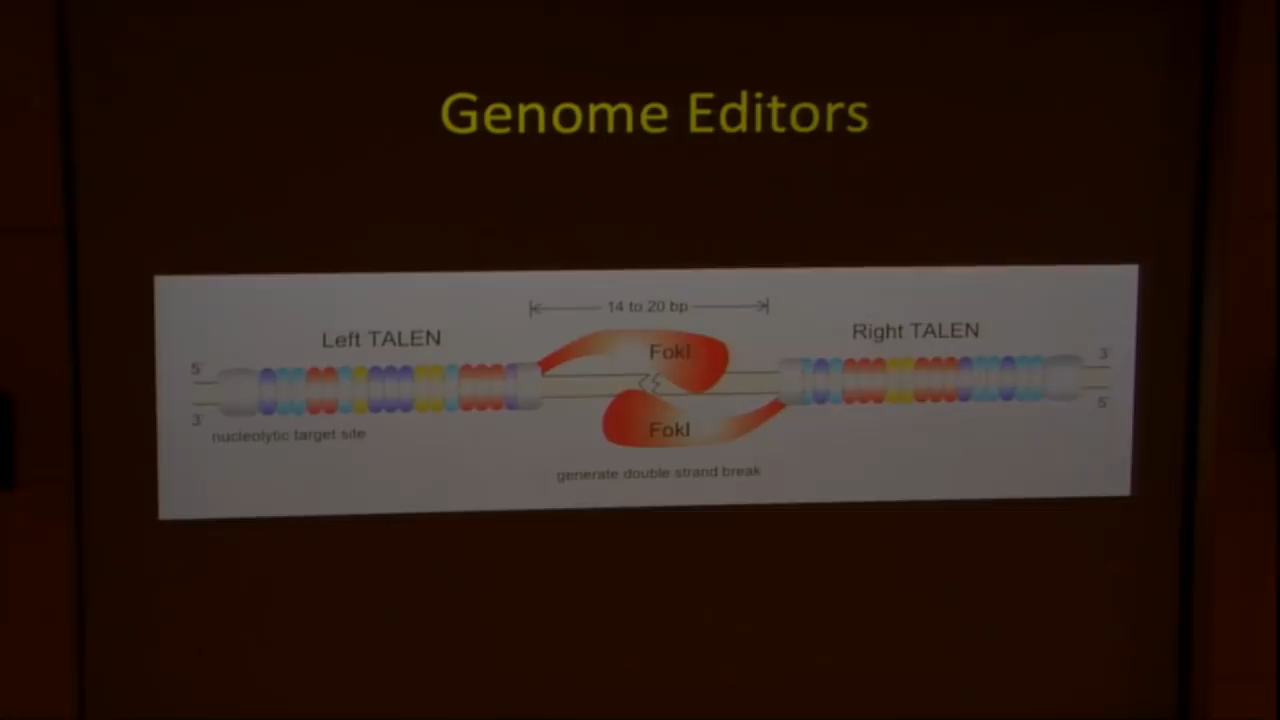 Genome Editors
14 to 20 bp
Left TALEN
Right TALEN
FokI
5'
3'
3'
5'
FokI
nucleolytic target site
generate double strand break